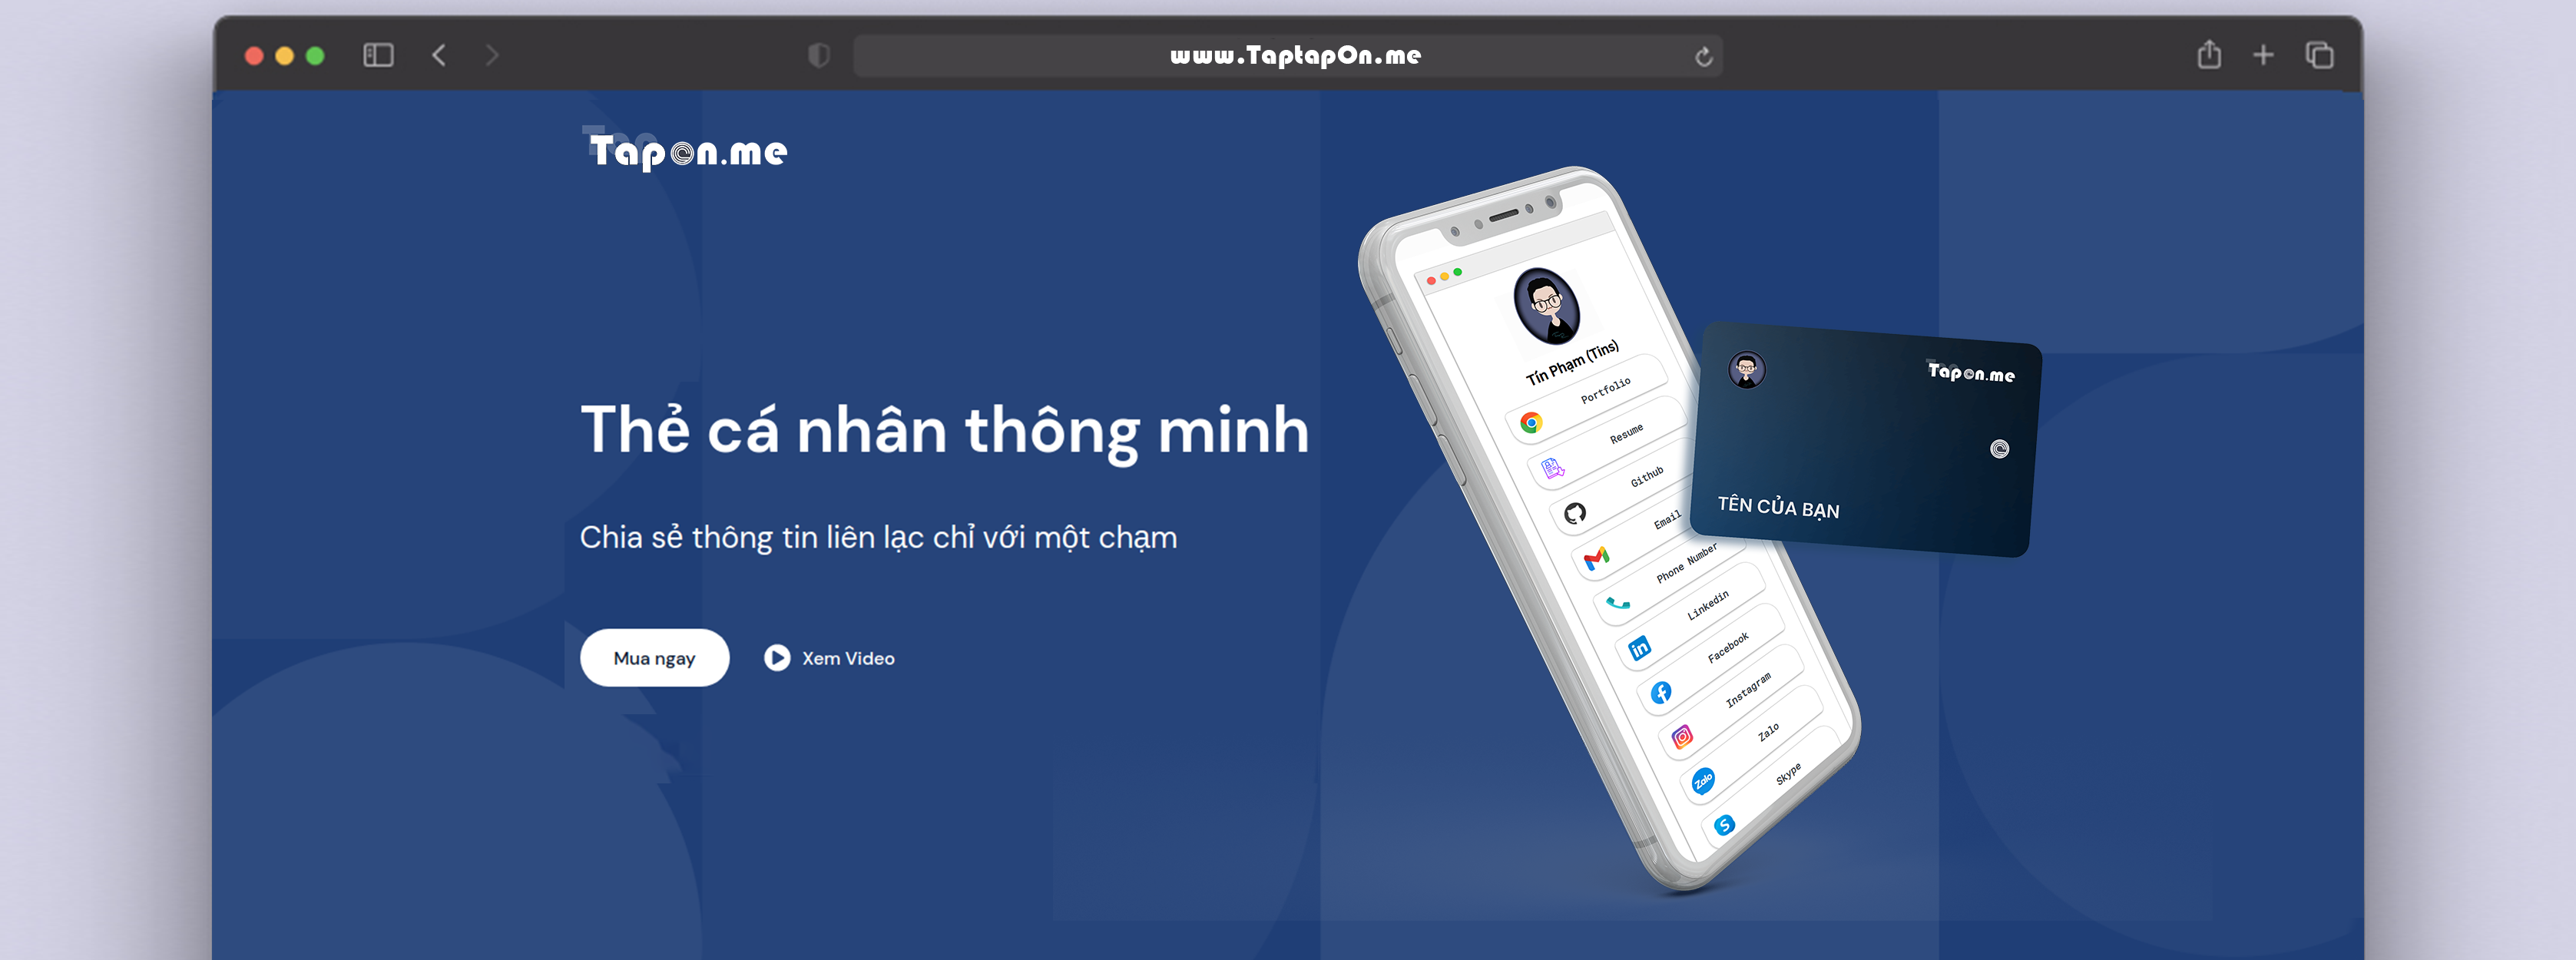 www.TaptapOn.me
Tapon.me
Thẻ cá nhân thông minh
Chia sẻ thông tin liên lạc chỉ với một chạm
Mua ngay
Xem Video
Tín Phạm (Tins)
Portfolio
Resume
Github
Email
Phone Number
Linkedin
Facebook
Instagram
Zalo
Zalo
Skype
Tapon.me
TÊN CỦA BẠN